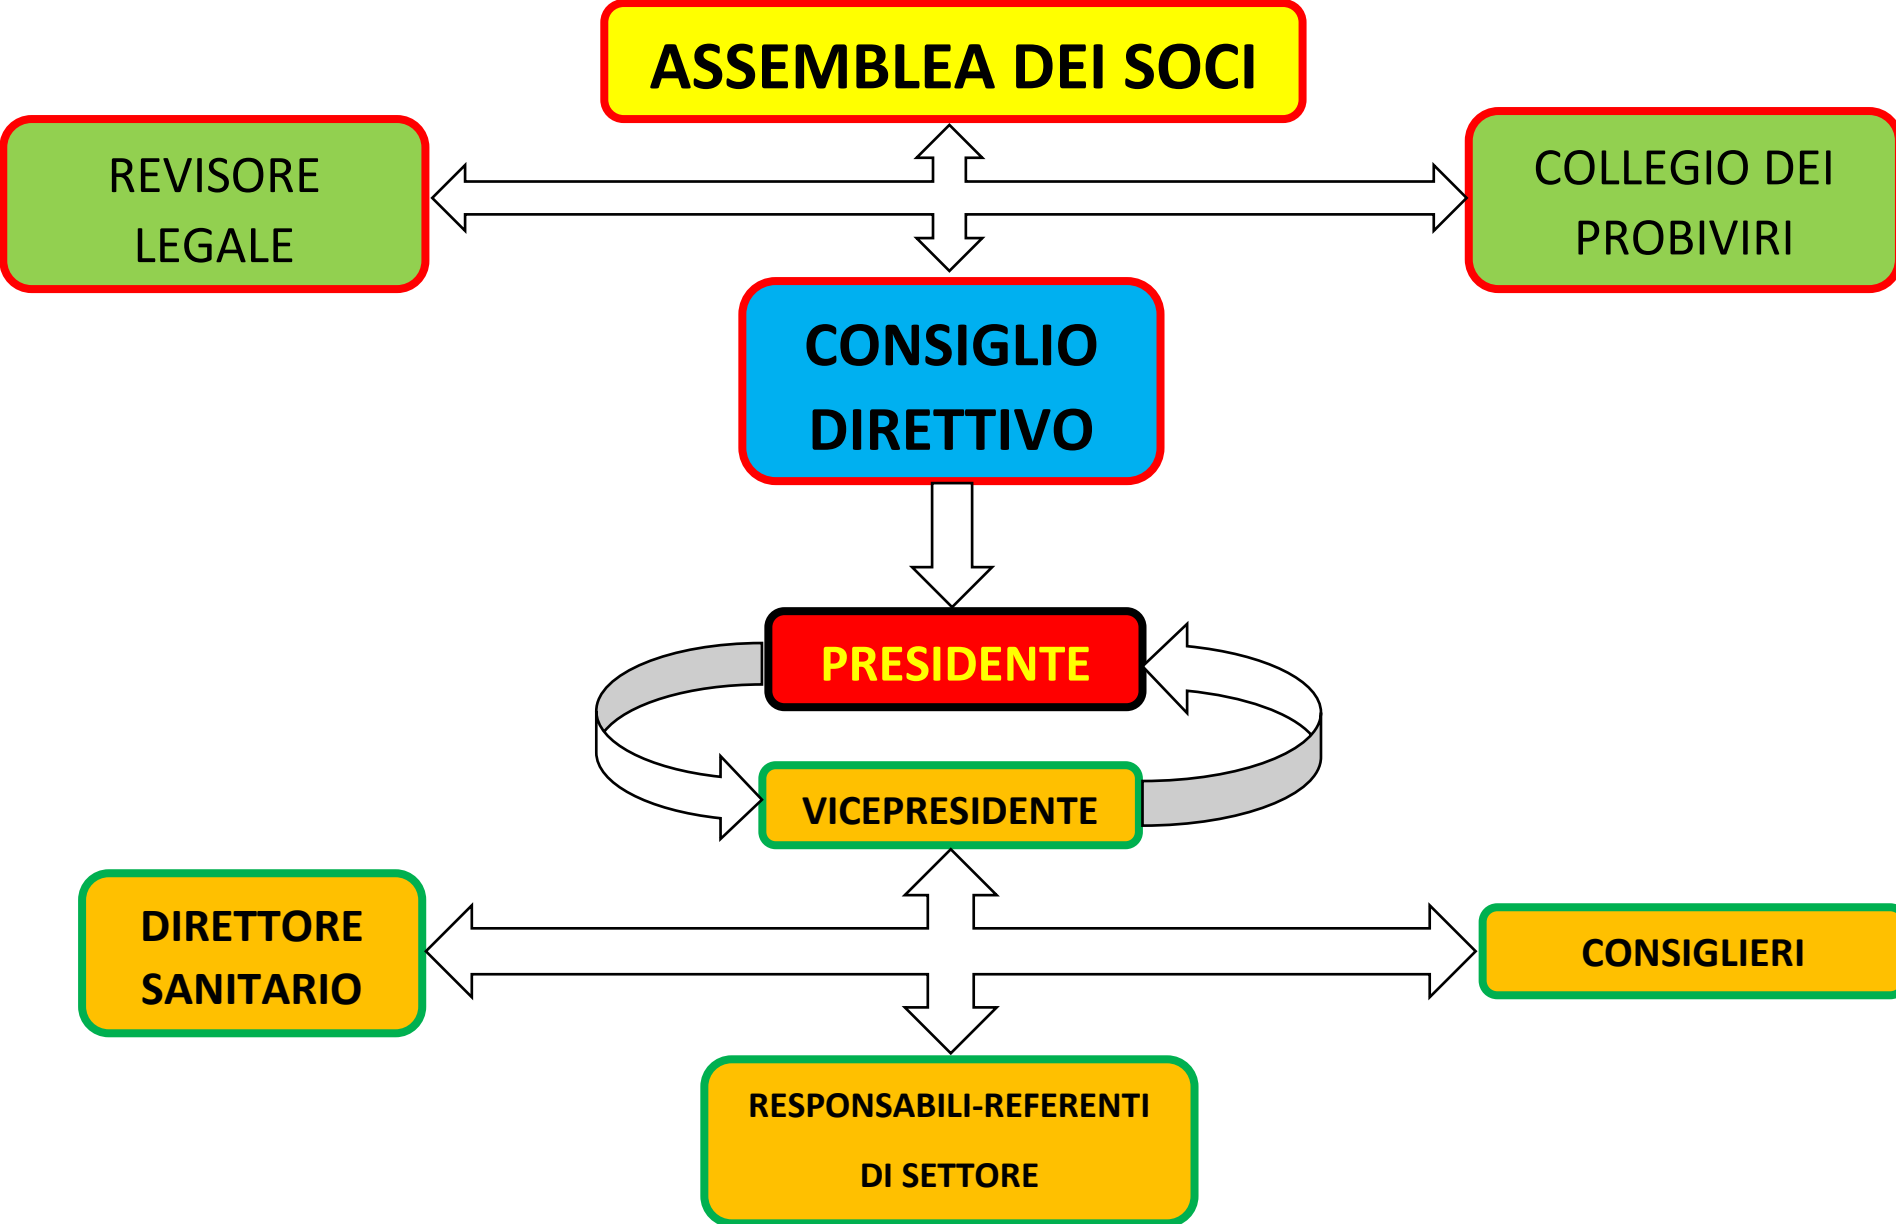 ASSEMBLEA DEI SOCI
REVISORE
LEGALE
COLLEGIO DEI
PROBIVIRI
CONSIGLIO
DIRETTIVO
PRESIDENTE
VICEPRESIDENTE
DIRETTORE
SANITARIO
CONSIGLIERI
RESPONSABILI-REFERENTI
DI SETTORE